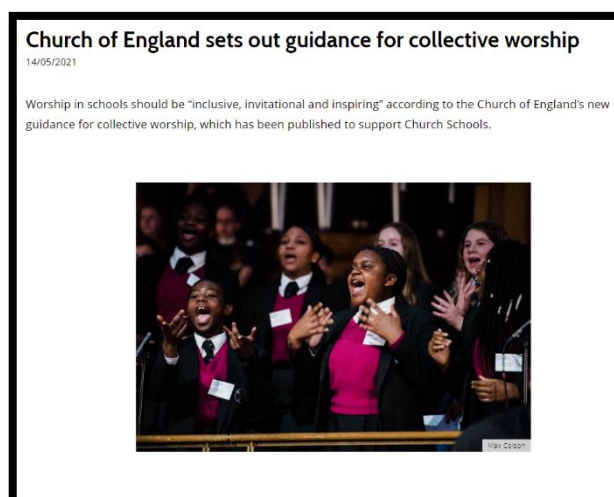 Church of England sets out guidance for collective worship
14/05/2021
Worship in schools should be “inclusive, invitational and inspiring” according to the Church of England’s new
guidance for collective worship, which has been published to support Church Schools.
Max Colson